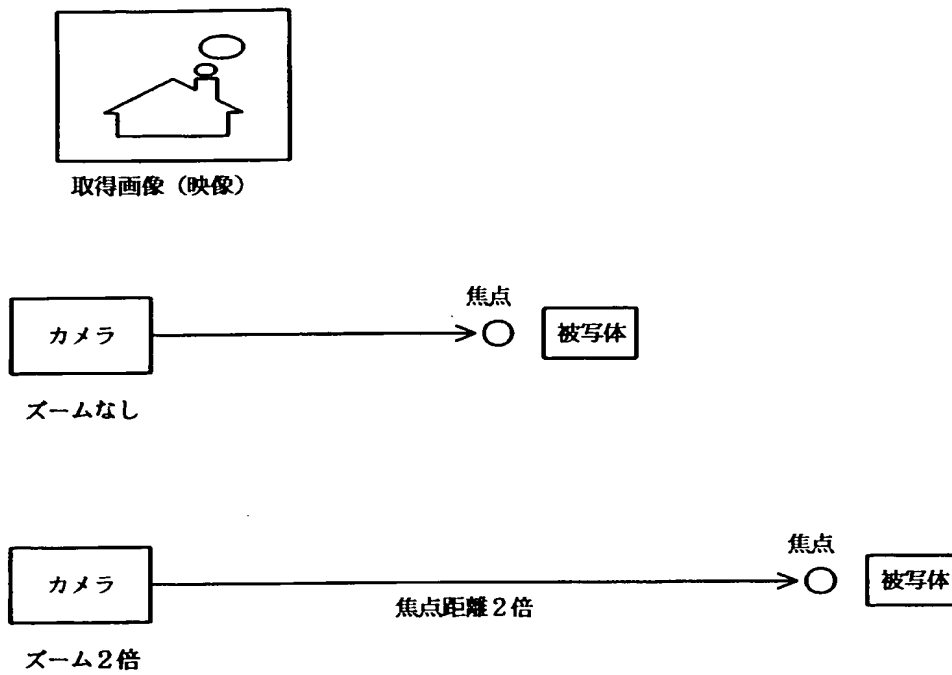 取得画像（映像）
焦点
カメラ
被写体
ズームなし
焦点
カメラ
被写体
焦点距離２倍
ズーム２倍